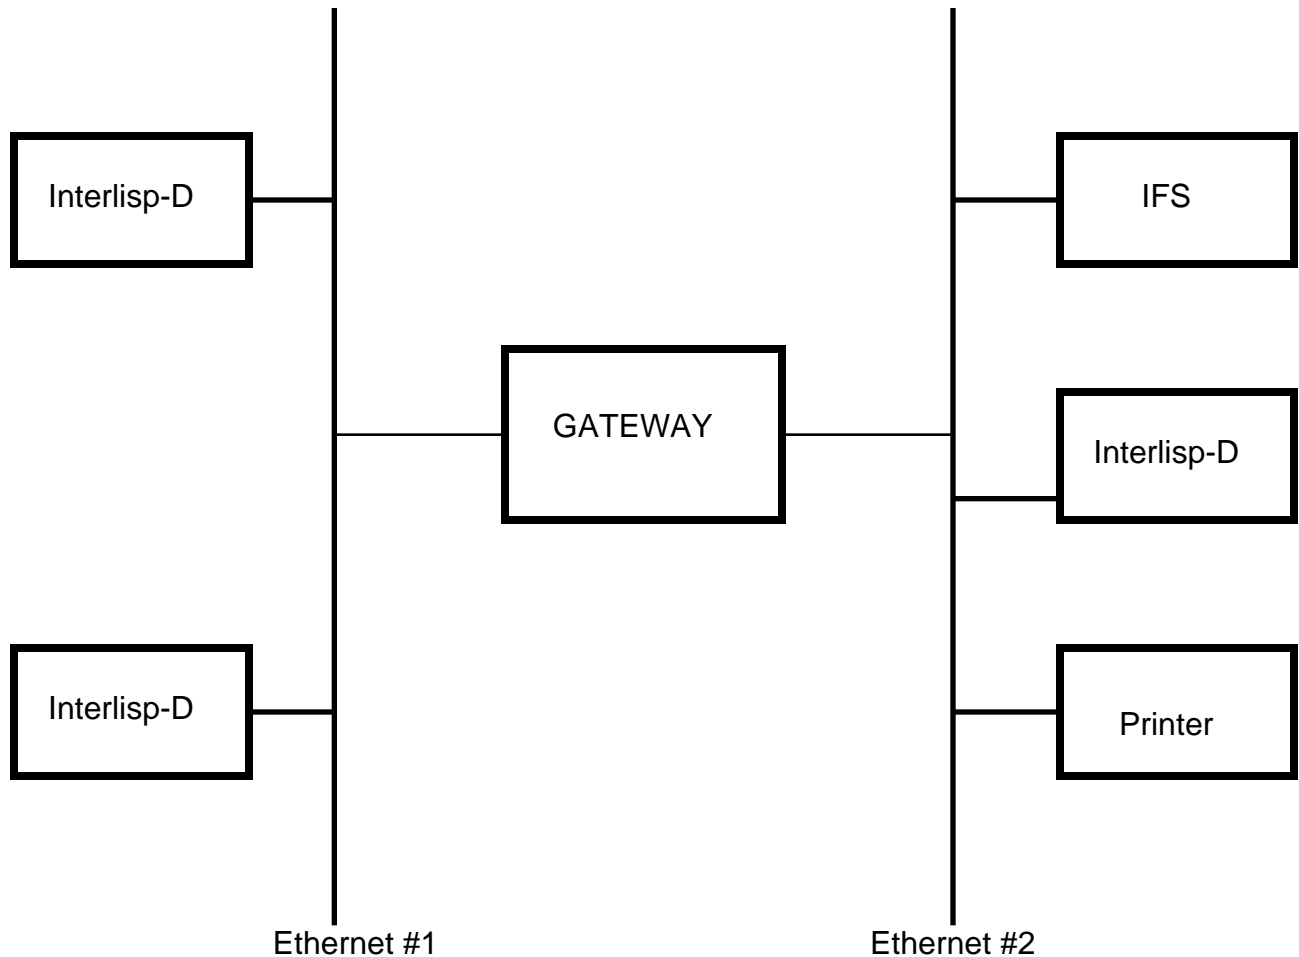 Interlisp-D
IFS
GATEWAY
Interlisp-D
Interlisp-D
Printer
Ethernet #1
Ethernet #2